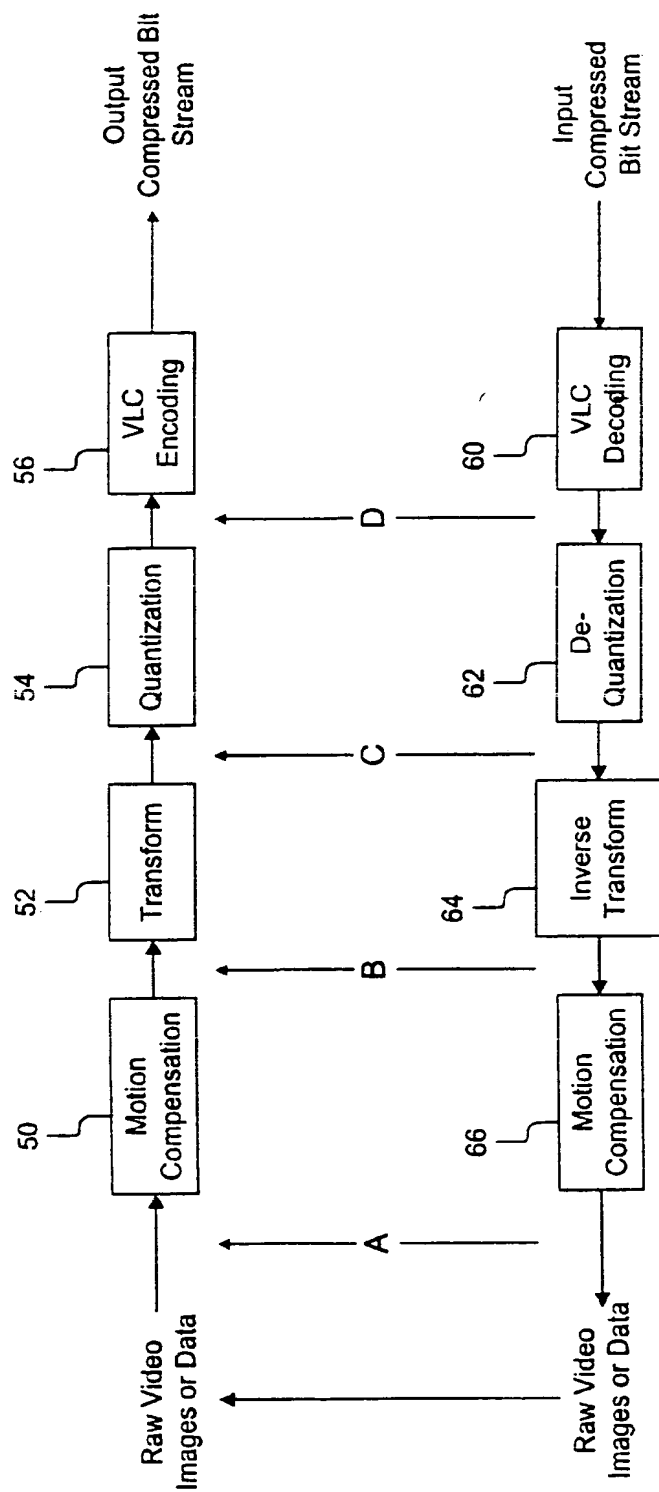 50
52
54
56
Raw Video
Images or Data
Motion
Compensation
Transform
Quantization
VLC
Encoding
Output
Compressed Bit
Stream
A
B
C
D
66
64
62
60
Raw Video
Images or Data
Motion
Compensation
Inverse
Transform
De-
Quantization
VLC
Decoding
Input
Compressed
Bit Stream